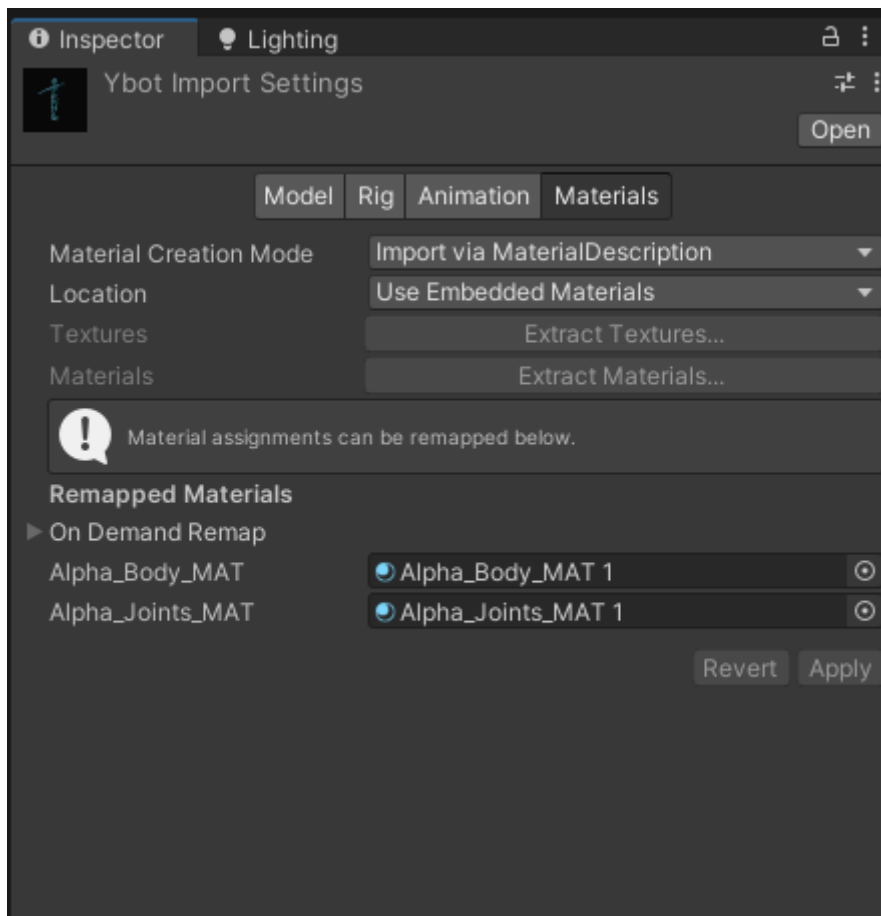 Inspector Lighting
Ybot Import Settings
Open
Model Rig Animation Materials
Material Creation Mode Import via MaterialDescription
Location Use Embedded Materials
Textures Extract Textures...
Materials Extract Materials...
Material assignments can be remapped below.
Remapped Materials
On Demand Remap
Alpha_Body_MAT Alpha_Body_MAT 1
Alpha_Joints_MAT Alpha_Joints_MAT 1
Revert Apply